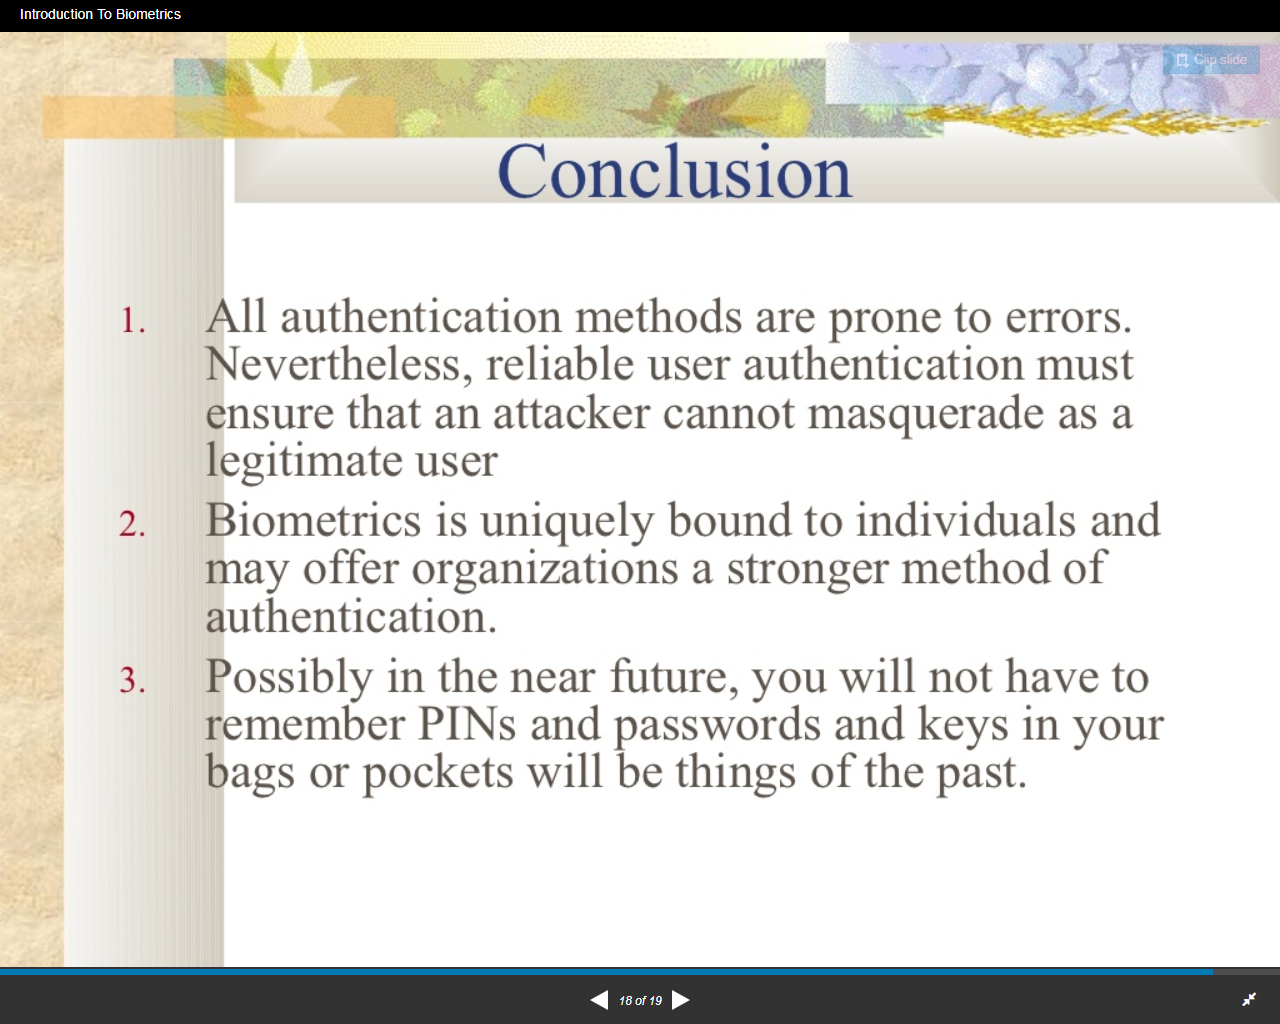 Introduction To Biometrics
Clip slide
Conclusion
1. All authentication methods are prone to errors.
Nevertheless, reliable user authentication must
ensure that an attacker cannot masquerade as a
legitimate user
2. Biometrics is uniquely bound to individuals and
may offer organizations a stronger method of
authentication.
3. Possibly in the near future, you will not have to
remember PINs and passwords and keys in your
bags or pockets will be things of the past.
18 of 19